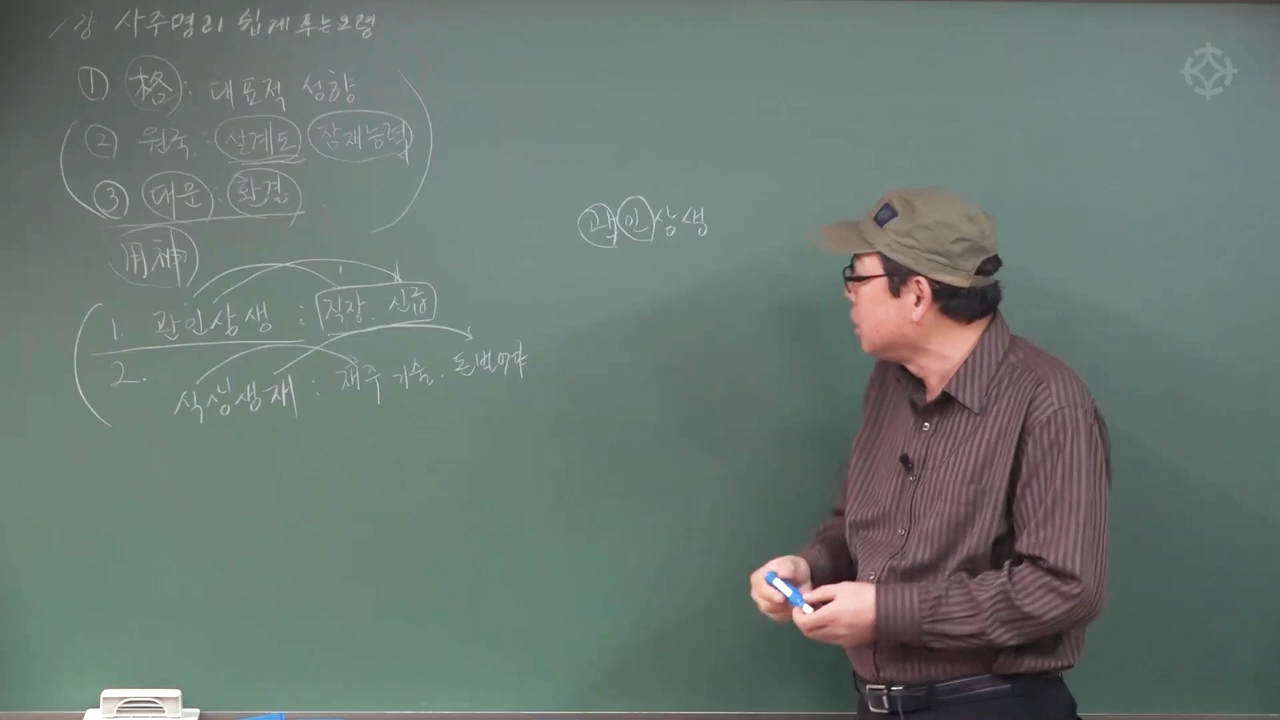 1강 사주명리 쉽게 푸는 요령
① 格 : 대표적 성향
② 원국 : 설계도 잠재능력
③ 대운 : 환경
用神
1. 관인상생 : 직장. 신용
2. 식상생재 : 재주 기술. 돈 번다
관인상생